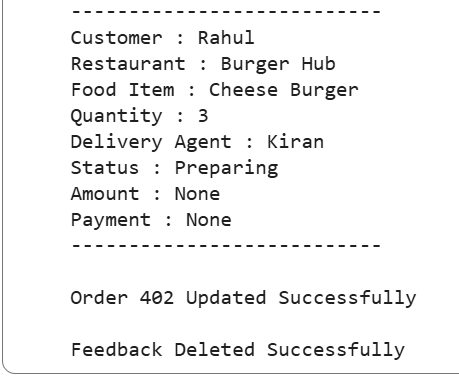 ---------------------------
Customer : Rahul
Restaurant : Burger Hub
Food Item : Cheese Burger
Quantity : 3
Delivery Agent : Kiran
Status : Preparing
Amount : None
Payment : None
---------------------------
Order 402 Updated Successfully
Feedback Deleted Successfully